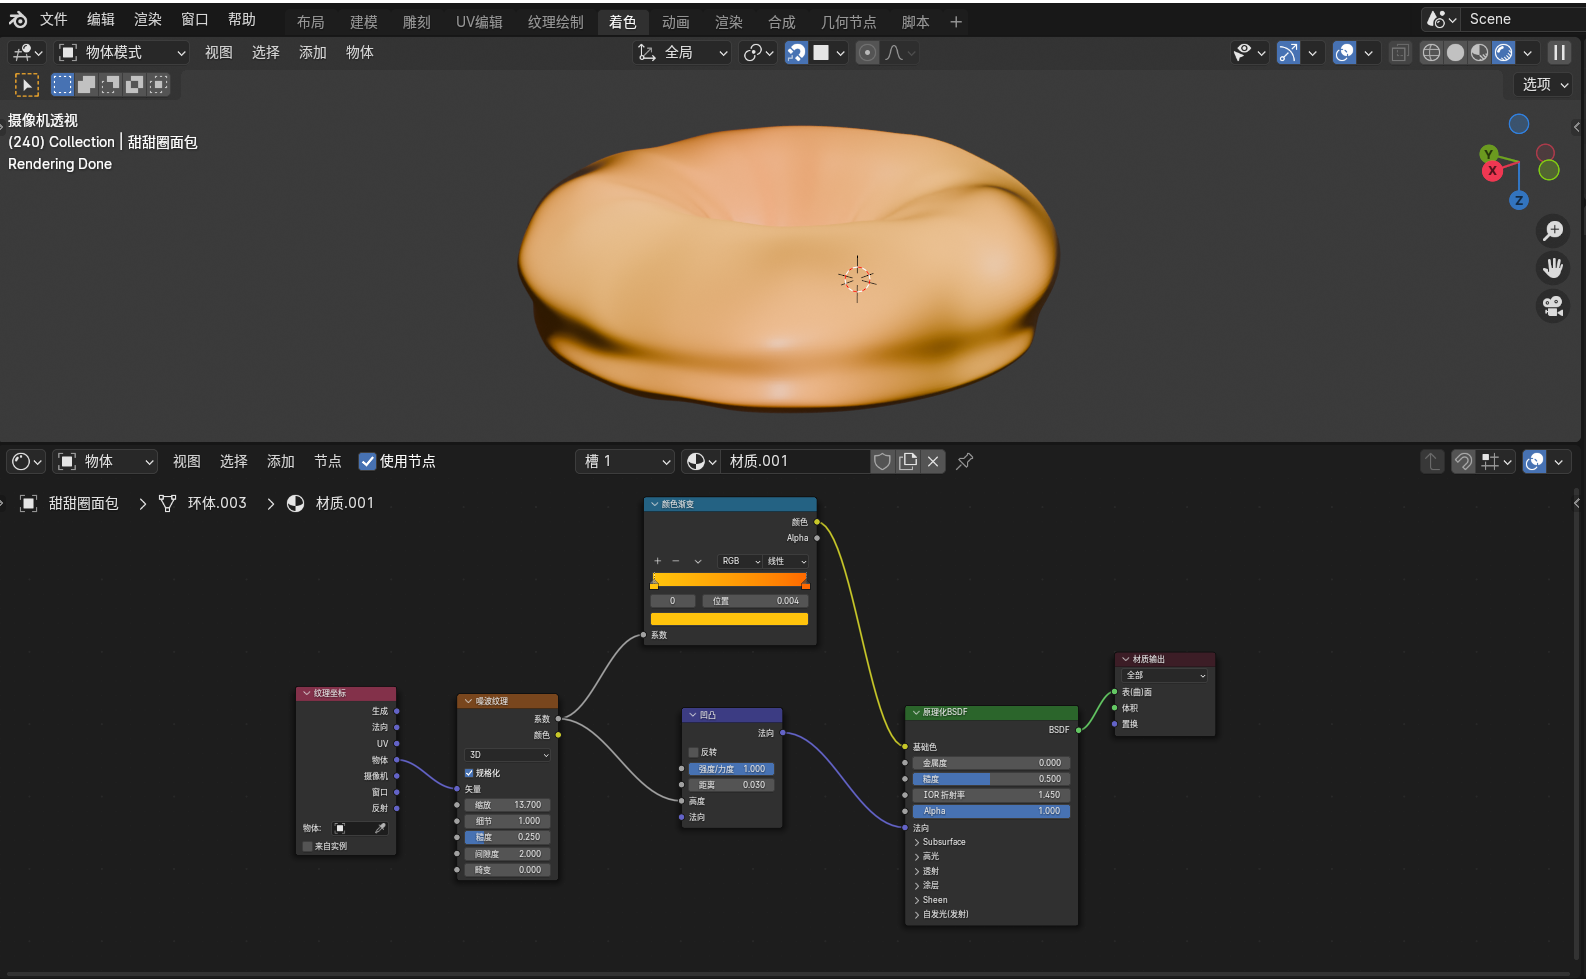 文件 编辑 渲染 窗口 帮助 布局 建模 雕刻 UV编辑 纹理绘制 着色 动画 渲染 合成 几何节点 脚本 + Scene
物体模式 视图 选择 添加 物体 全局
选项
摄像机透视
(240) Collection | 甜甜圈面包
Rendering Done
Y
X
Z
物体 视图 选择 添加 节点 使用节点 槽 1 材质.001
甜甜圈面包 > 环体.003 > 材质.001
颜色渐变
颜色
Alpha
+ − RGB 线性
0 位置 0.004
系数
纹理坐标
生成
法向
UV
物体
摄像机
窗口
反射
物体:
来自实例
噪波纹理
系数
颜色
3D
规格化
矢量
缩放 13.700
细节 1.000
糙度 0.250
间隙度 2.000
畸变 0.000
凹凸
法向
反转
强度/力度 1.000
距离 0.030
高度
法向
原理化BSDF
BSDF
基础色
金属度 0.000
糙度 0.500
IOR 折射率 1.450
Alpha 1.000
法向
Subsurface
高光
透射
涂层
Sheen
自发光(发射)
材质输出
全部
表(曲)面
体积
置换